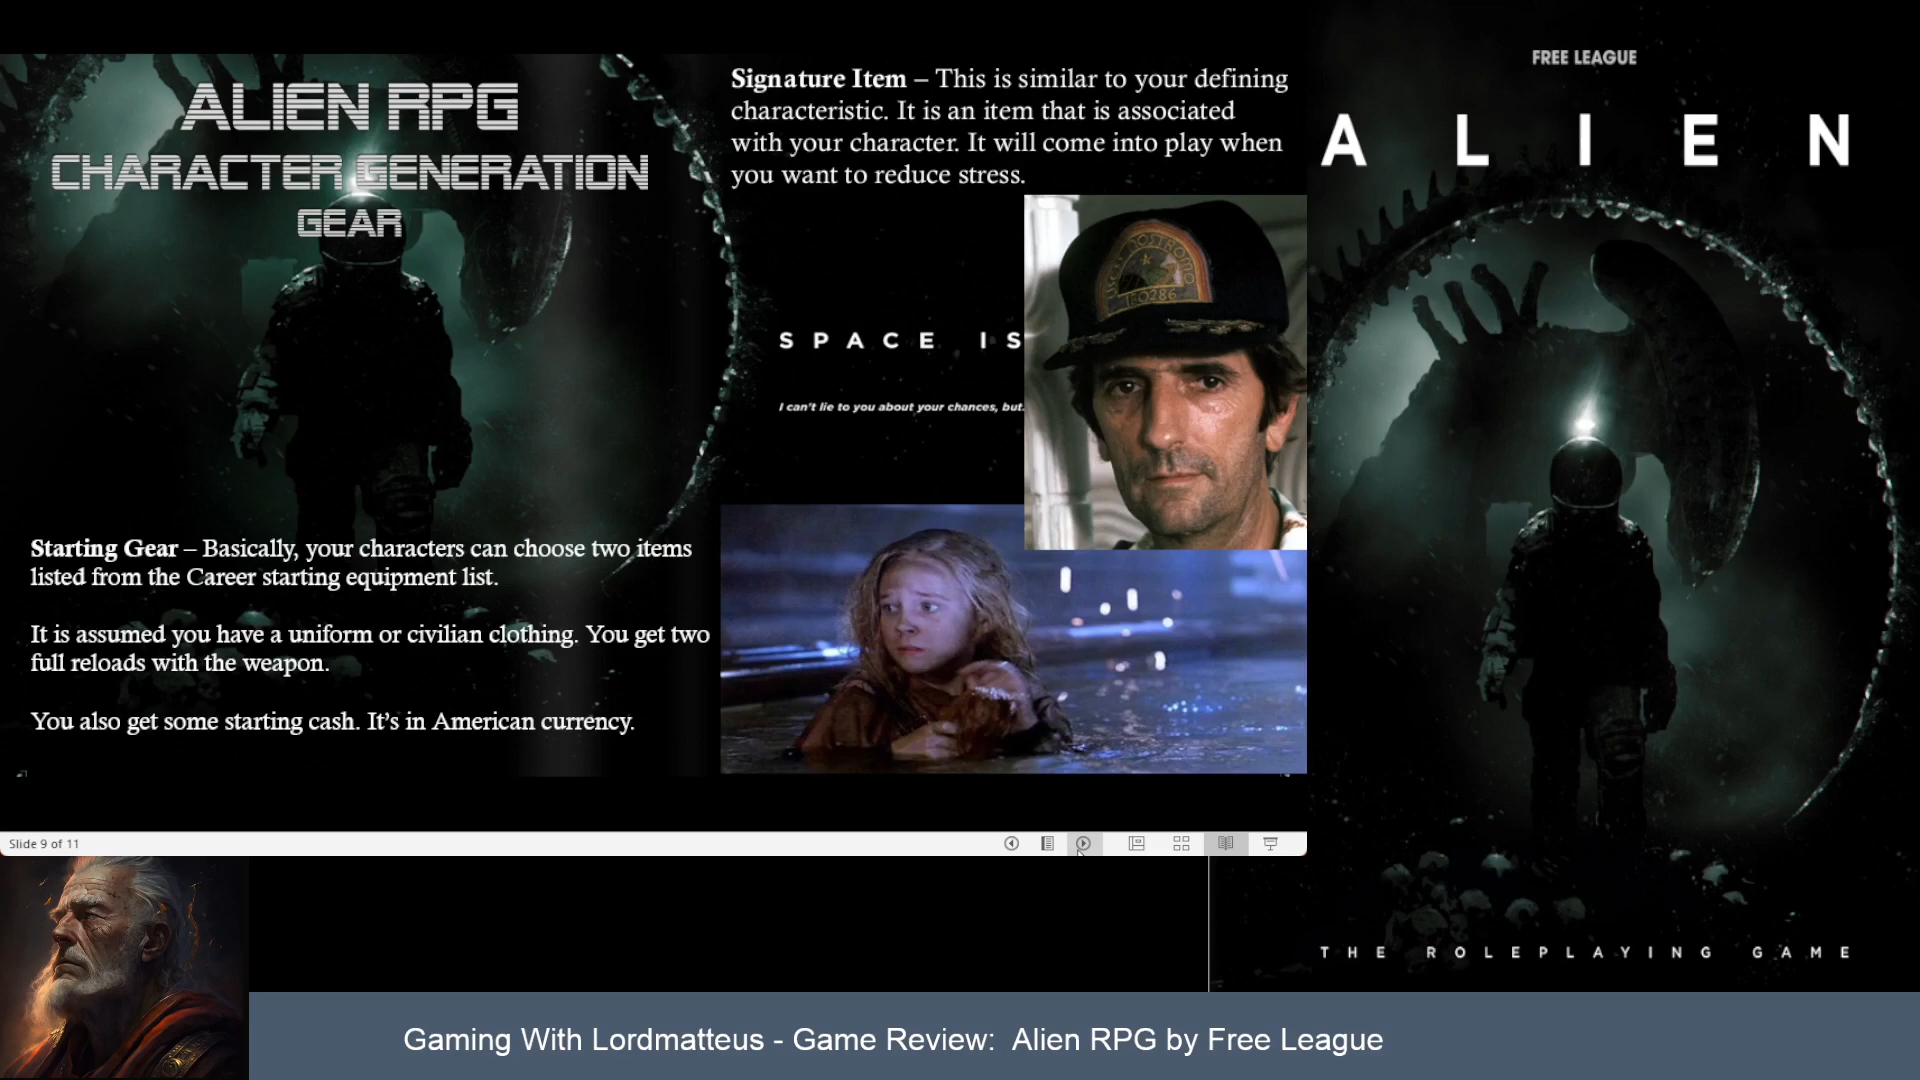 ALIEN RPG
CHARACTER GENERATION
GEAR
Starting Gear – Basically, your characters can choose two items
listed from the Career starting equipment list.
It is assumed you have a uniform or civilian clothing. You get two
full reloads with the weapon.
You also get some starting cash. It’s in American currency.
Signature Item – This is similar to your defining
characteristic. It is an item that is associated
with your character. It will come into play when
you want to reduce stress.
SPACE IS
I can't lie to you about your chances, but.
NOSTROMO
Slide 9 of 11
FREE LEAGUE
ALIEN
THE ROLEPLAYING GAME
Gaming With Lordmatteus - Game Review:  Alien RPG by Free League